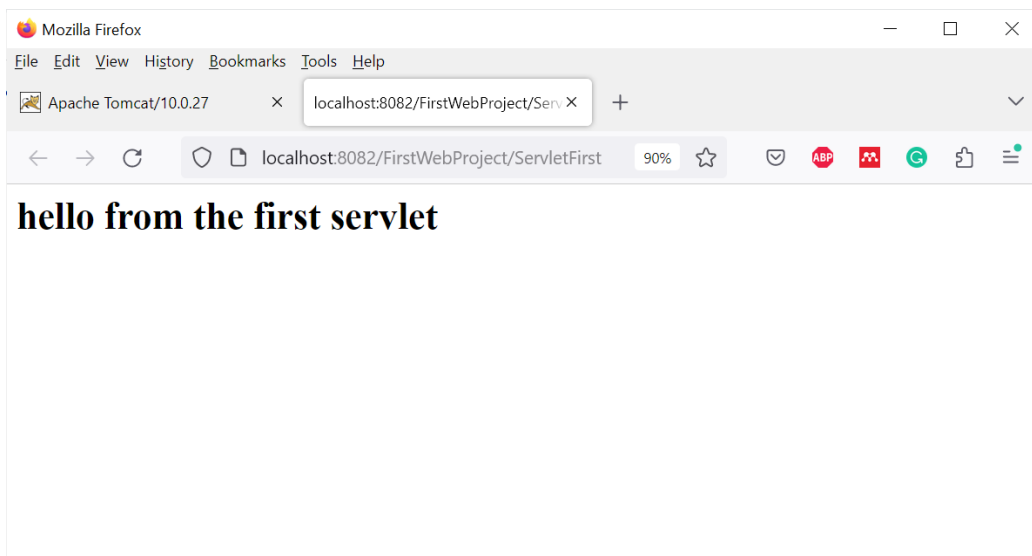 Mozilla Firefox
File Edit View History Bookmarks Tools Help
Apache Tomcat/10.0.27
localhost:8082/FirstWebProject/Serv
localhost:8082/FirstWebProject/ServletFirst 90% ABP
hello from the first servlet